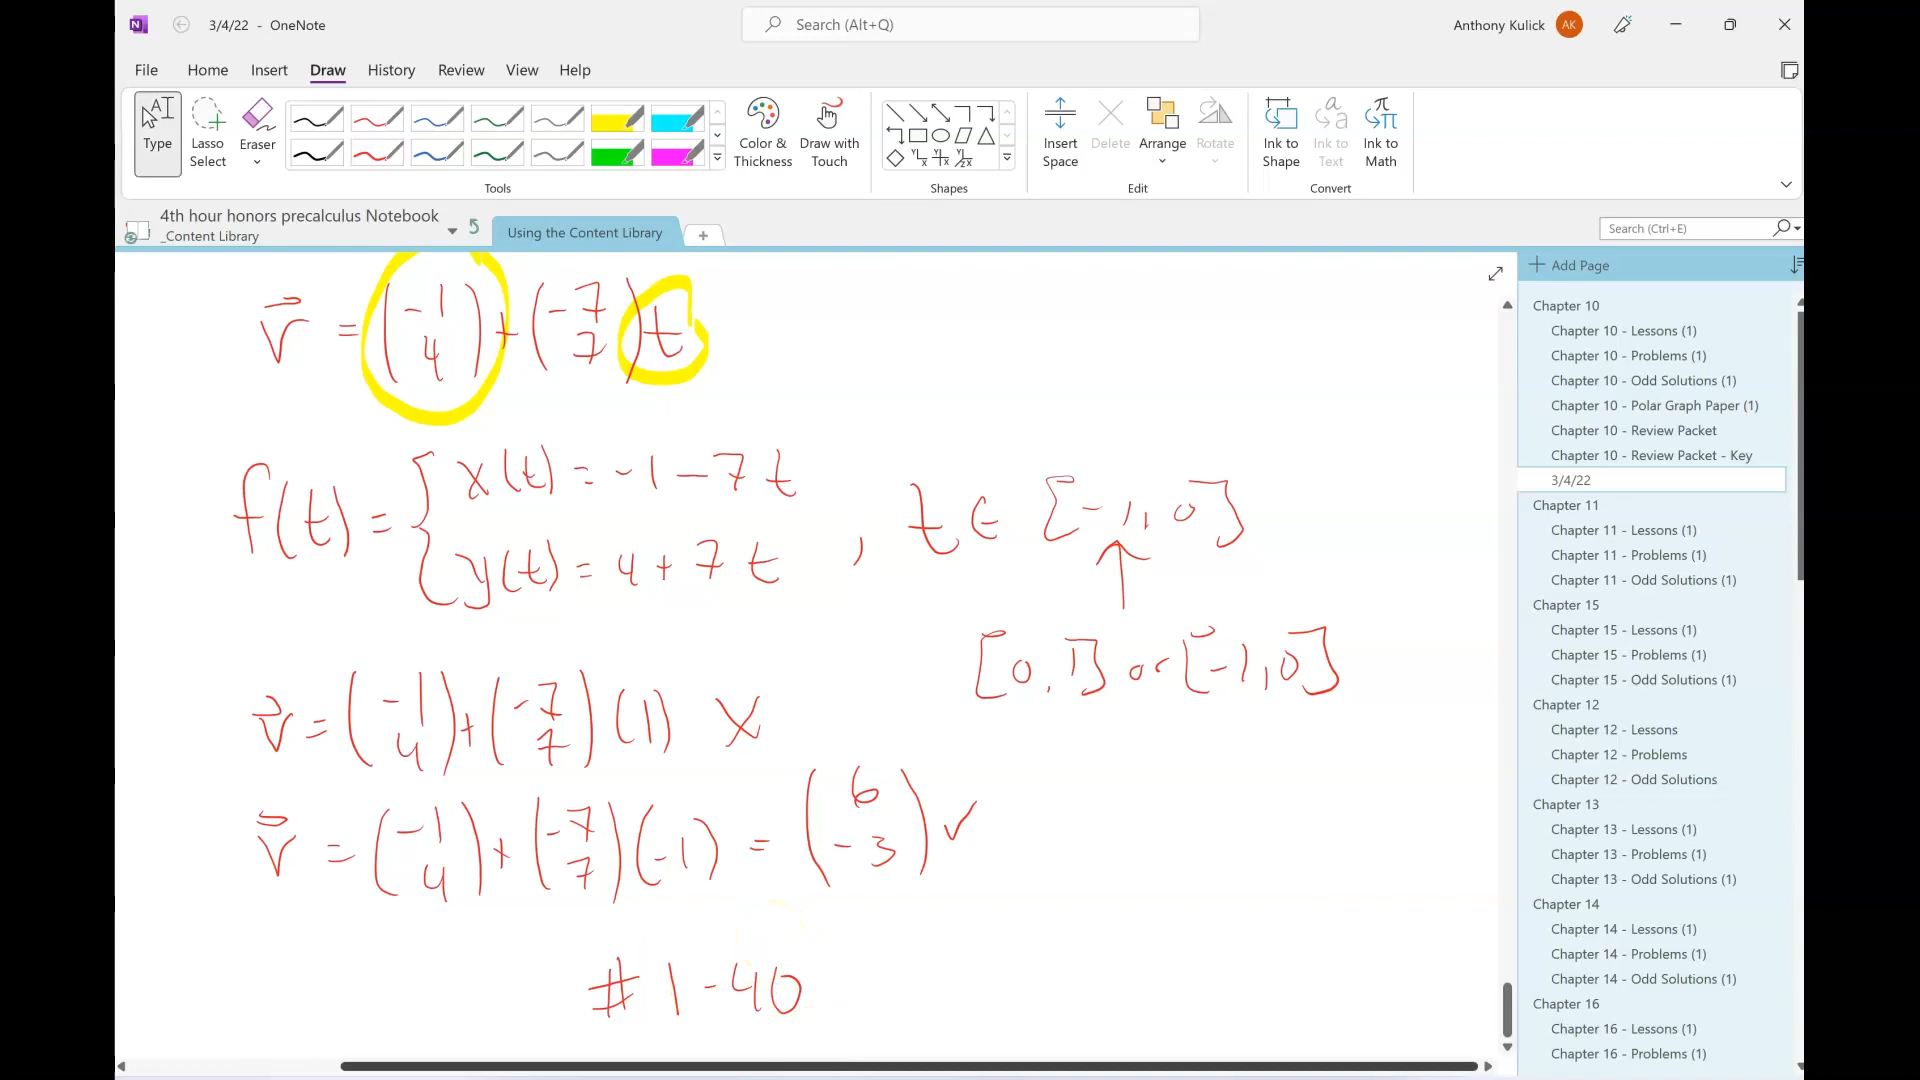 3/4/22 - OneNote
Search (Alt+Q)
Anthony Kulick AK
File Home Insert Draw History Review View Help
Type
Lasso Select
Eraser
Color & Thickness
Draw with Touch
Insert Space
Delete
Arrange
Rotate
Ink to Shape
Ink to Text
Ink to Math
Tools Shapes Edit Convert
4th hour honors precalculus Notebook
_Content Library
Using the Content Library
Search (Ctrl+E)
Add Page
Chapter 10
Chapter 10 - Lessons (1)
Chapter 10 - Problems (1)
Chapter 10 - Odd Solutions (1)
Chapter 10 - Polar Graph Paper (1)
Chapter 10 - Review Packet
Chapter 10 - Review Packet - Key
3/4/22
Chapter 11
Chapter 11 - Lessons (1)
Chapter 11 - Problems (1)
Chapter 11 - Odd Solutions (1)
Chapter 15
Chapter 15 - Lessons (1)
Chapter 15 - Problems (1)
Chapter 15 - Odd Solutions (1)
Chapter 12
Chapter 12 - Lessons
Chapter 12 - Problems
Chapter 12 - Odd Solutions
Chapter 13
Chapter 13 - Lessons (1)
Chapter 13 - Problems (1)
Chapter 13 - Odd Solutions (1)
Chapter 14
Chapter 14 - Lessons (1)
Chapter 14 - Problems (1)
Chapter 14 - Odd Solutions (1)
Chapter 16
Chapter 16 - Lessons (1)
Chapter 16 - Problems (1)
v⃗ = (-1 4) + (-7 7) t
f(t) = { x(t) = -1 - 7t
y(t) = 4 + 7t , t ∈ [-1, 0]
[0, 1] or [-1, 0]
v⃗ = (-1 4) + (-7 7) (1) X
v⃗ = (-1 4) + (-7 7) (-1) = (6 -3) ✓
# 1 - 40